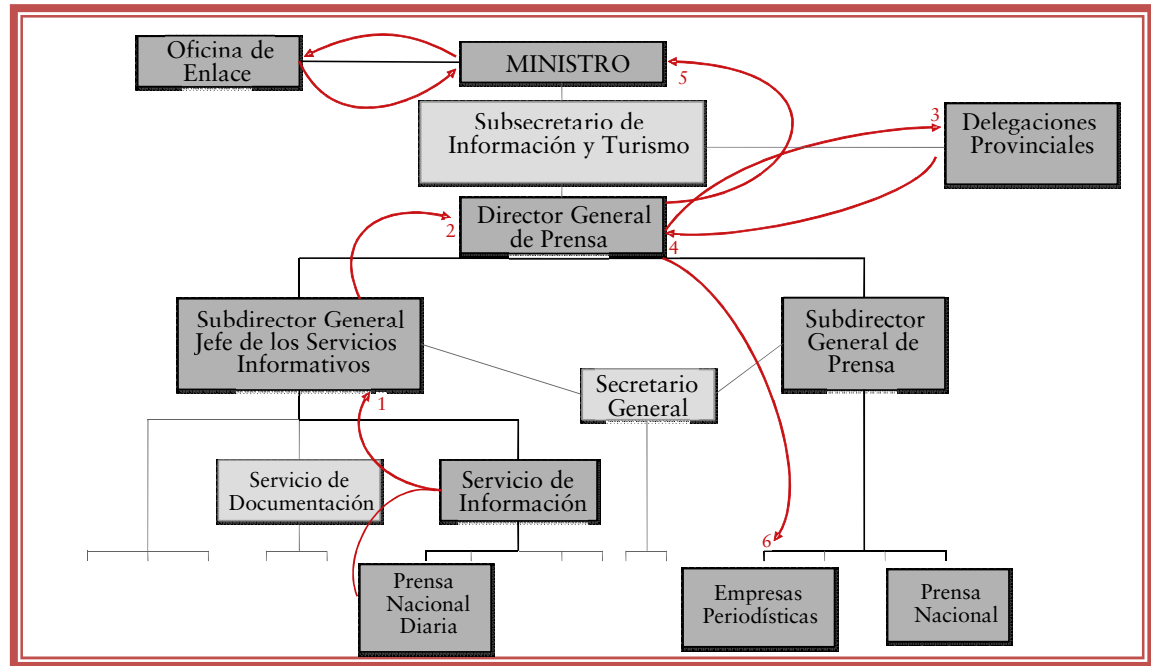 Oficina de
Enlace
MINISTRO
5
Subsecretario de
Información y Turismo
3
Delegaciones
Provinciales
2
Director General
de Prensa
4
Subdirector General
Jefe de los Servicios
Informativos
Subdirector
General de
Prensa
1
Secretario
General
Servicio de
Documentación
Servicio de
Información
6
Prensa
Nacional
Diaria
Empresas
Periodísticas
Prensa
Nacional